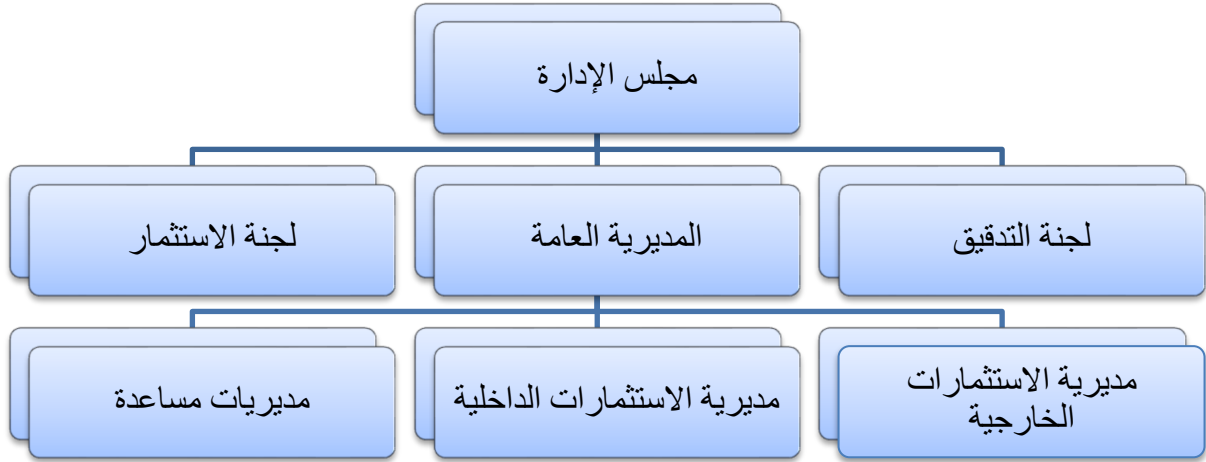 مجلس الإدارة
لجنة التدقيق
المديرية العامة
لجنة الاستثمار
مديرية الاستثمارات
الخارجية
مديرية الاستثمارات الداخلية
مديريات مساعدة